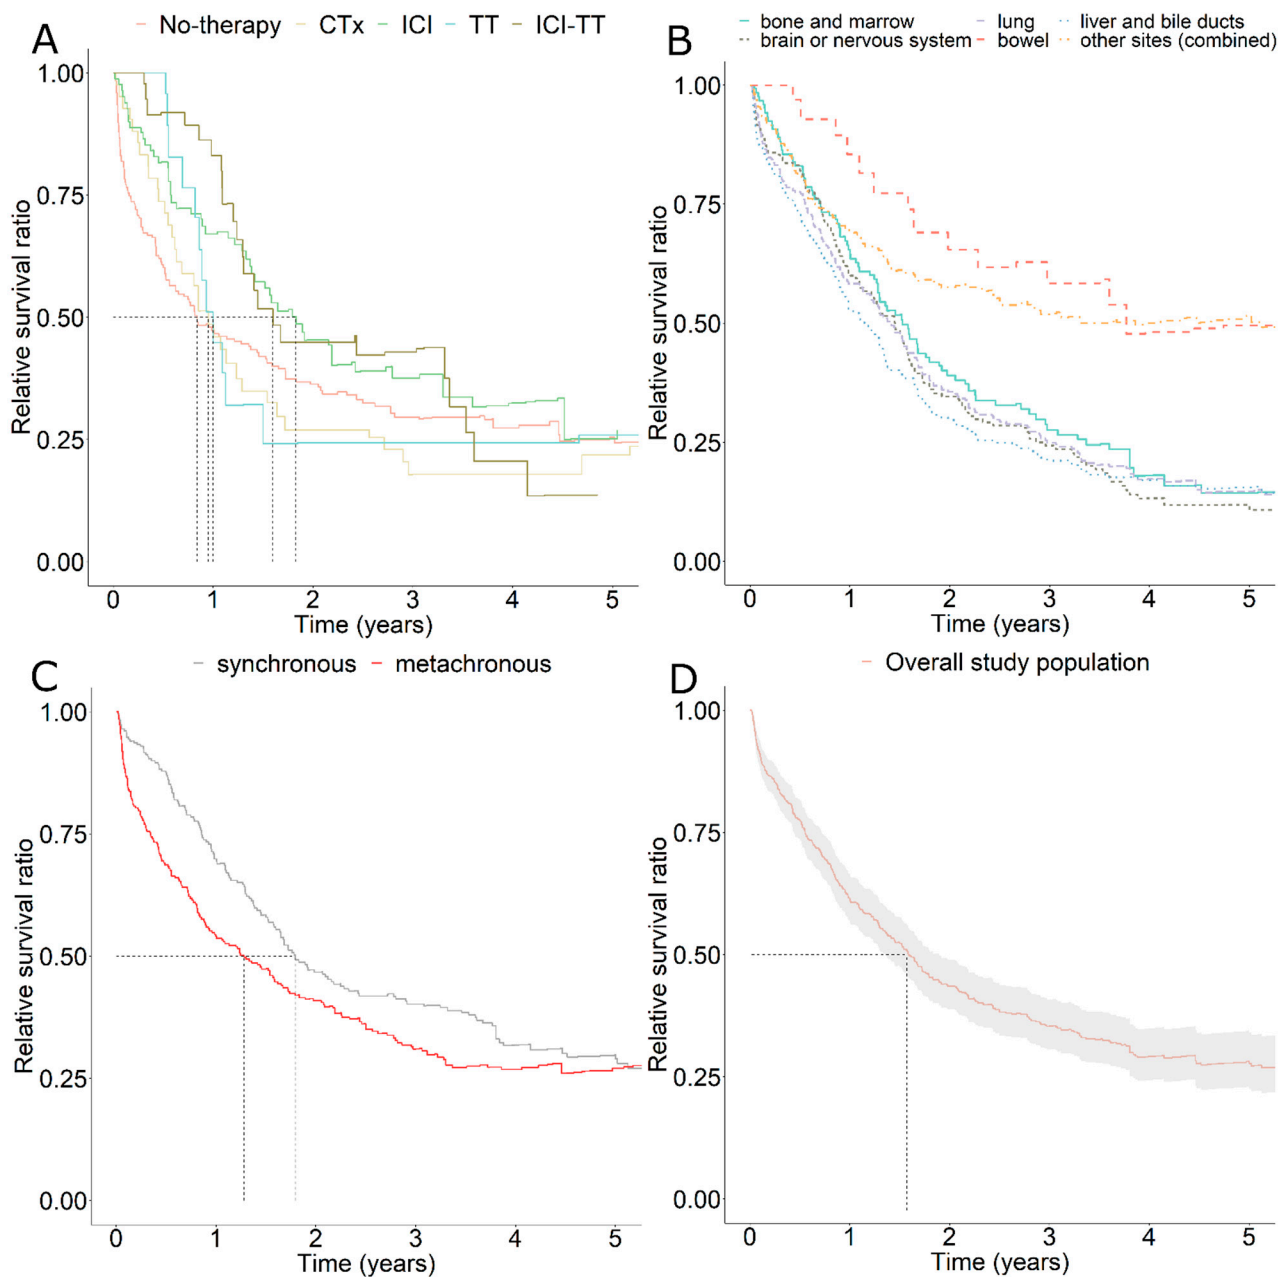 A
No-therapy CTx ICI TT ICI-TT
Relative survival ratio
1.00
0.75
0.50
0.25
0.00
0 1 2 3 4 5
Time (years)
B
bone and marrow lung liver and bile ducts
brain or nervous system bowel other sites (combined)
Relative survival ratio
1.00
0.75
0.50
0.25
0.00
0 1 2 3 4 5
Time (years)
C
synchronous metachronous
Relative survival ratio
1.00
0.75
0.50
0.25
0.00
0 1 2 3 4 5
Time (years)
D
Overall study population
Relative survival ratio
1.00
0.75
0.50
0.25
0.00
0 1 2 3 4 5
Time (years)